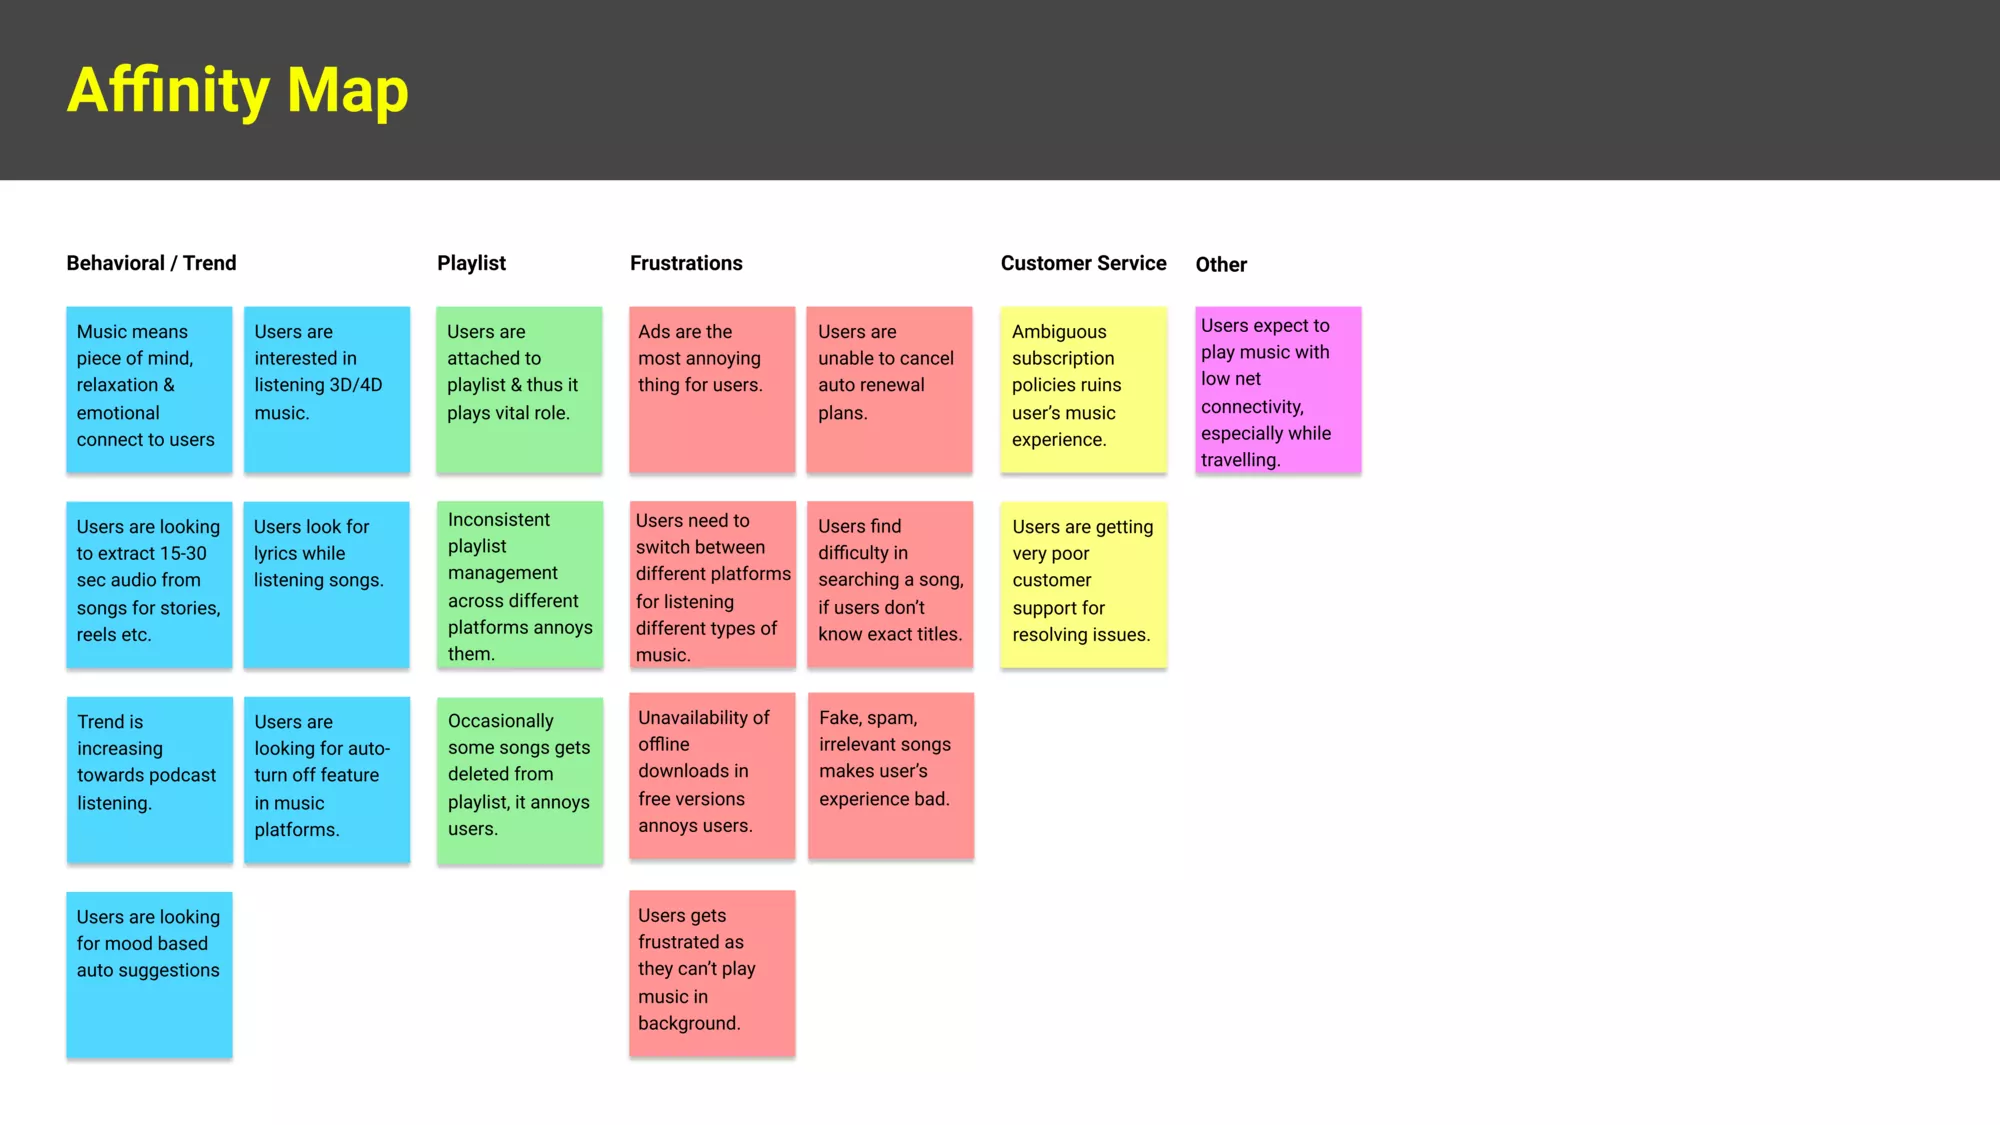 Affinity Map
Behavioral / Trend
Music means
piece of mind,
relaxation &
emotional
connect to users
Users are
interested in
listening 3D/4D
music.
Users are looking
to extract 15-30
sec audio from
songs for stories,
reels etc.
Users look for
lyrics while
listening songs.
Trend is
increasing
towards podcast
listening.
Users are
looking for auto-
turn off feature
in music
platforms.
Users are looking
for mood based
auto suggestions
Playlist
Users are
attached to
playlist & thus it
plays vital role.
Inconsistent
playlist
management
across different
platforms annoys
them.
Occasionally
some songs gets
deleted from
playlist, it annoys
users.
Frustrations
Ads are the
most annoying
thing for users.
Users are
unable to cancel
auto renewal
plans.
Users need to
switch between
different platforms
for listening
different types of
music.
Users find
difficulty in
searching a song,
if users don’t
know exact titles.
Unavailability of
offline
downloads in
free versions
annoys users.
Fake, spam,
irrelevant songs
makes user’s
experience bad.
Users gets
frustrated as
they can’t play
music in
background.
Customer Service
Ambiguous
subscription
policies ruins
user’s music
experience.
Users are getting
very poor
customer
support for
resolving issues.
Other
Users expect to
play music with
low net
connectivity,
especially while
travelling.